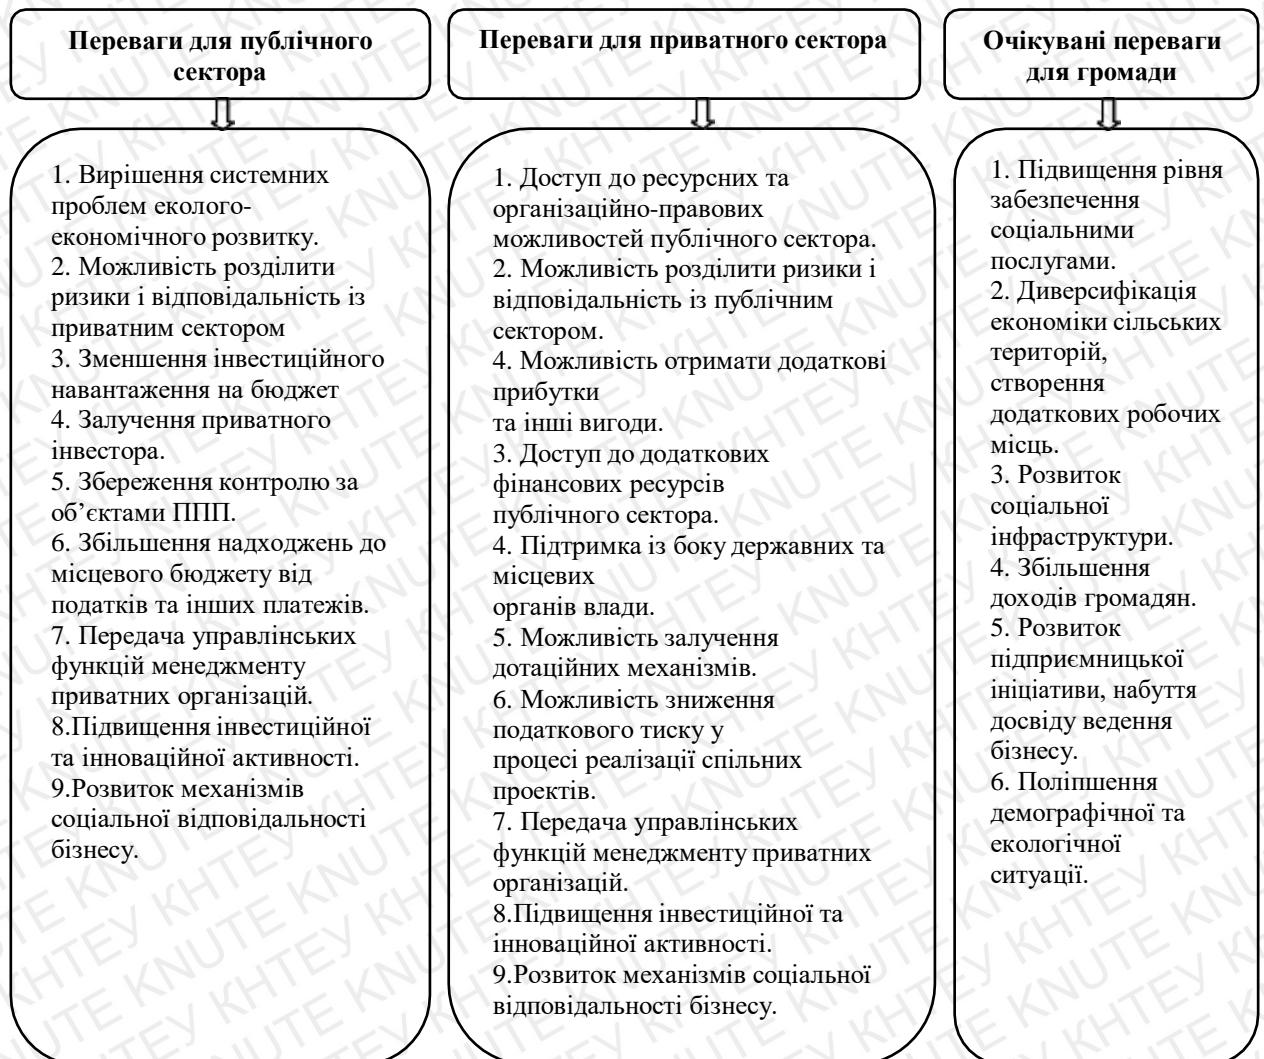 Переваги для публічного
сектора
1. Вирішення системних
проблем еколого-
економічного розвитку.
2. Можливість розділити
ризики і відповідальність із
приватним сектором
3. Зменшення інвестиційного
навантаження на бюджет
4. Залучення приватного
інвестора.
5. Збереження контролю за
об’єктами ППП.
6. Збільшення надходжень до
місцевого бюджету від
податків та інших платежів.
7. Передача управлінських
функцій менеджменту
приватних організацій.
8.Підвищення інвестиційної
та інноваційної активності.
9.Розвиток механізмів
соціальної відповідальності
бізнесу.
Переваги для приватного сектора
1. Доступ до ресурсних та
організаційно-правових
можливостей публічного сектора.
2. Можливість розділити ризики і
відповідальність із публічним
сектором.
4. Можливість отримати додаткові
прибутки
та інші вигоди.
3. Доступ до додаткових
фінансових ресурсів
публічного сектора.
4. Підтримка із боку державних та
місцевих
органів влади.
5. Можливість залучення
дотаційних механізмів.
6. Можливість зниження
податкового тиску у
процесі реалізації спільних
проектів.
7. Передача управлінських
функцій менеджменту приватних
організацій.
8.Підвищення інвестиційної та
інноваційної активності.
9.Розвиток механізмів соціальної
відповідальності бізнесу.
Очікувані переваги
для громади
1. Підвищення рівня
забезпечення
соціальними
послугами.
2. Диверсифікація
економіки сільських
територій,
створення
додаткових робочих
місць.
3. Розвиток
соціальної
інфраструктури.
4. Збільшення
доходів громадян.
5. Розвиток
підприємницької
ініціативи, набуття
досвіду ведення
бізнесу.
6. Поліпшення
демографічної та
екологічної
ситуації.